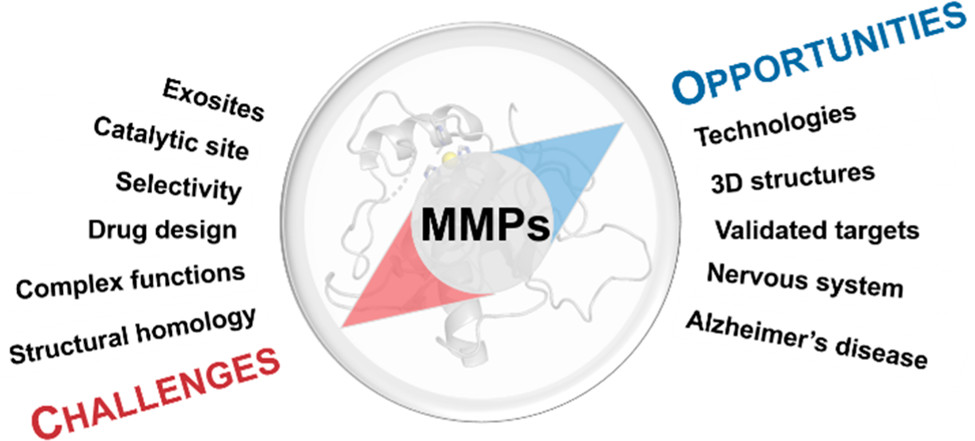 Exosites
Catalytic site
Selectivity
Drug design
Complex functions
Structural homology
CHALLENGES
MMPs
OPPORTUNITIES
Technologies
3D structures
Validated targets
Nervous system
Alzheimer's disease